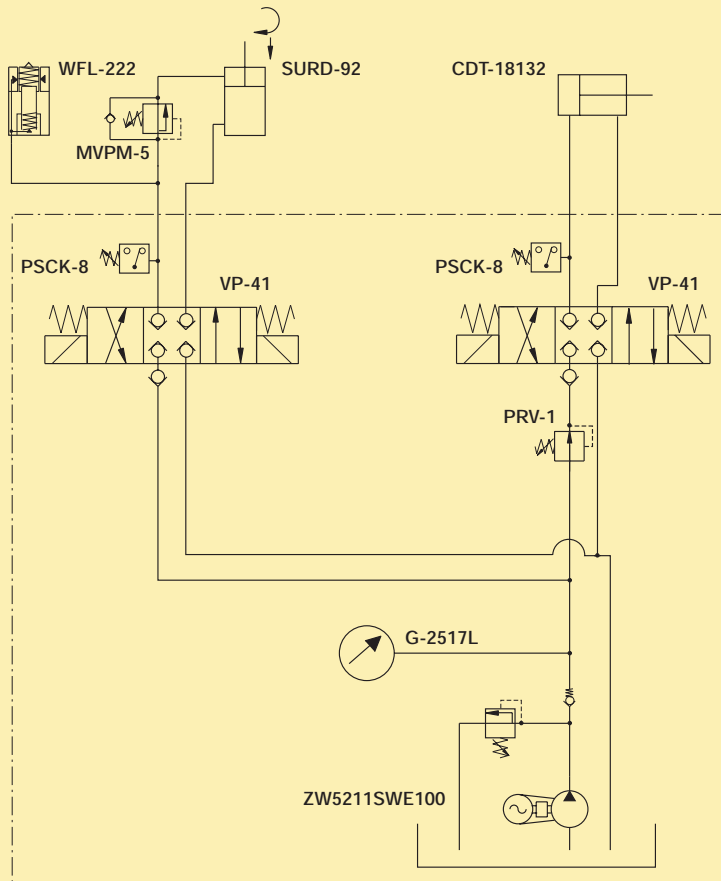 WFL-222
SURD-92
CDT-18132
MVPM-5
PSCK-8
PSCK-8
VP-41
VP-41
PRV-1
G-2517L
ZW5211SWE100